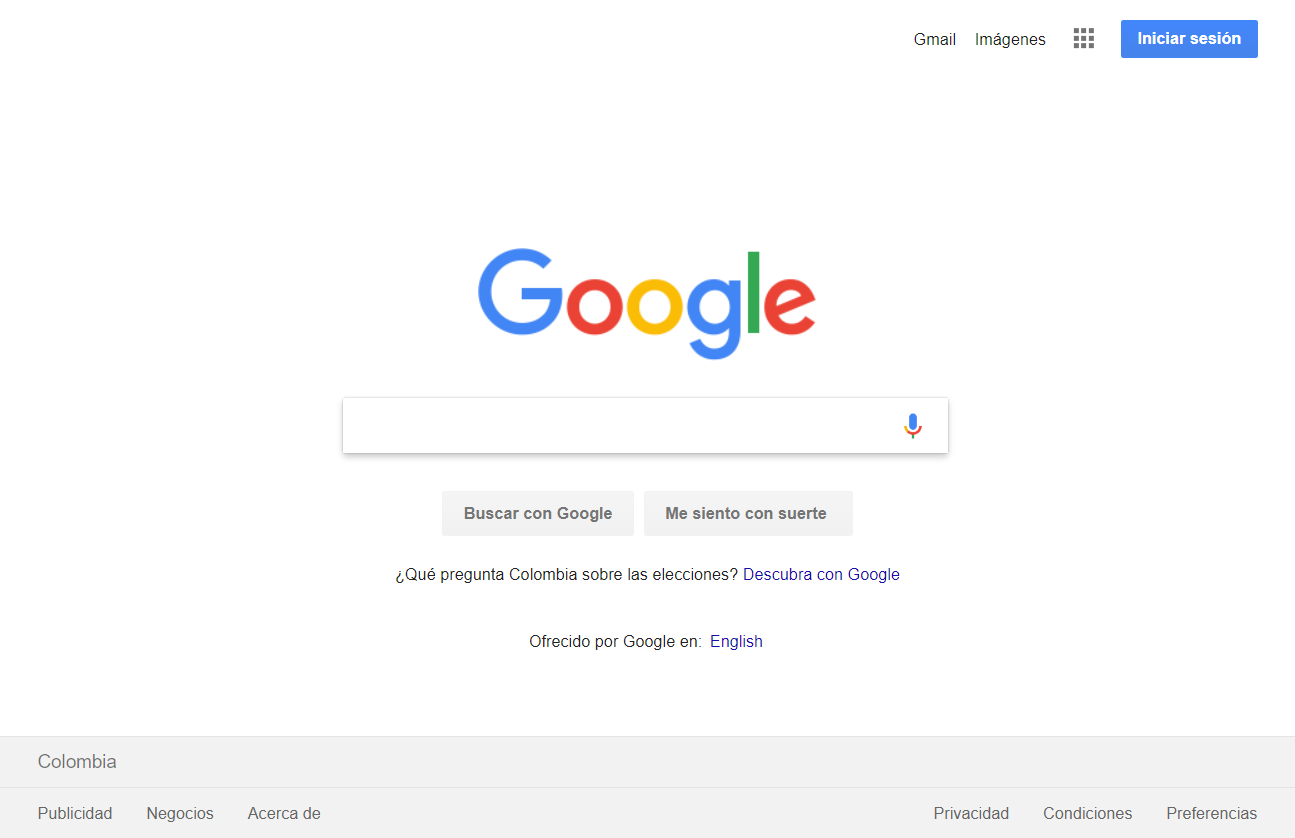 Gmail Imágenes Iniciar sesión
Google
Buscar con Google Me siento con suerte
¿Qué pregunta Colombia sobre las elecciones? Descubra con Google
Ofrecido por Google en: English
Colombia
Publicidad Negocios Acerca de Privacidad Condiciones Preferencias